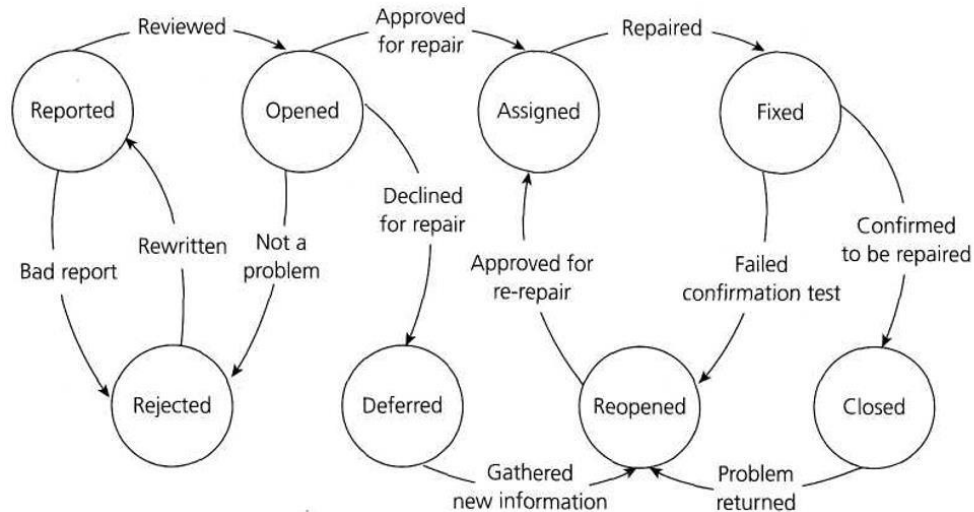 Reviewed
Approved
for repair
Repaired
Reported
Opened
Assigned
Fixed
Declined
for repair
Confirmed
to be repaired
Rewritten
Not a
problem
Bad report
Approved for
re-repair
Failed
confirmation test
Rejected
Deferred
Reopened
Closed
Gathered
new information
Problem
returned